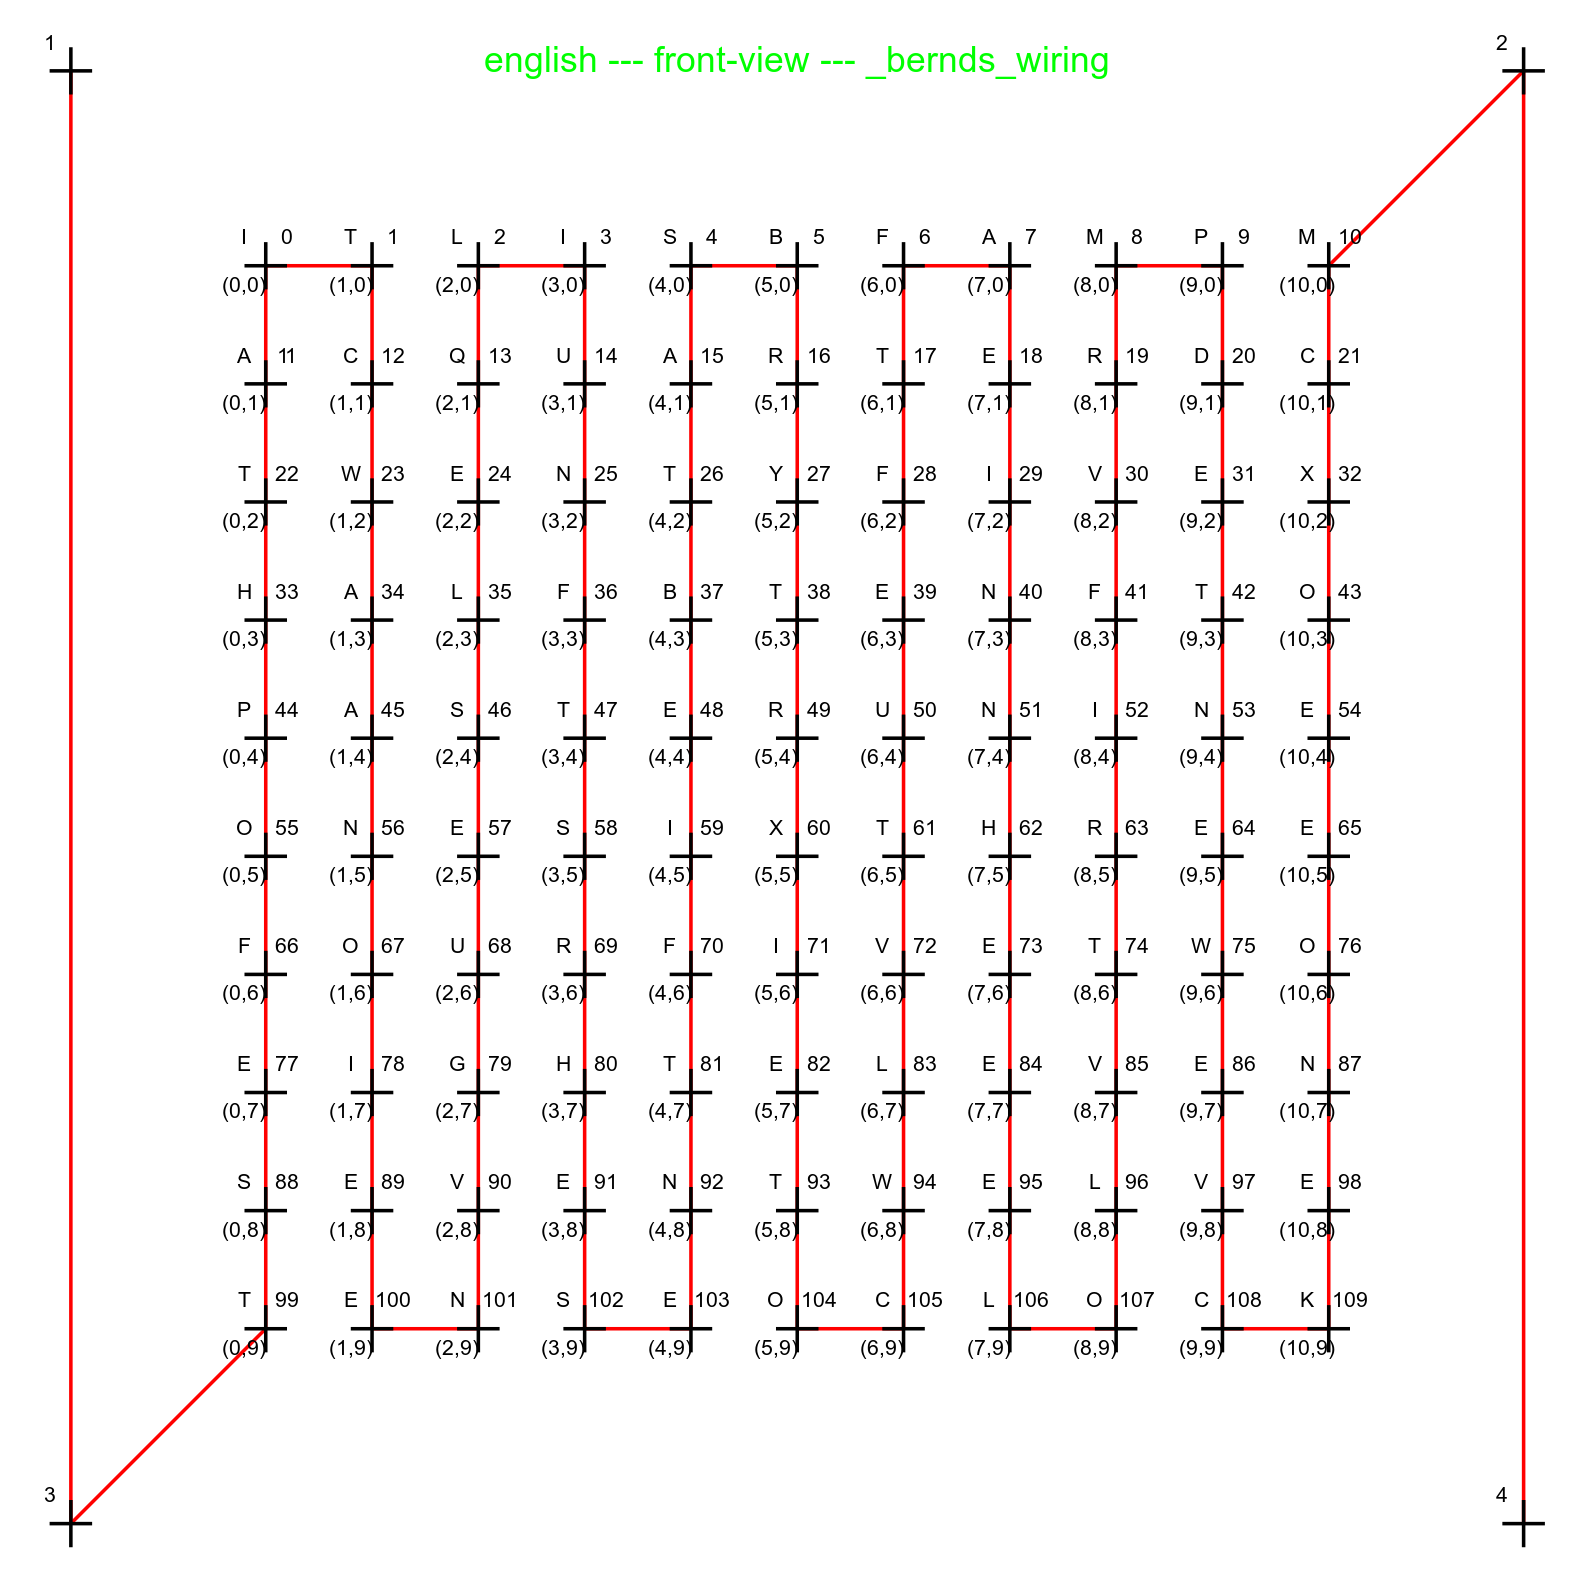 1 2
english --- front-view --- _bernds_wiring
I 0 T 1 L 2 I 3 S 4 B 5 F 6 A 7 M 8 P 9 M 10
(0,0) (1,0) (2,0) (3,0) (4,0) (5,0) (6,0) (7,0) (8,0) (9,0) (10,0)
A 11 C 12 Q 13 U 14 A 15 R 16 T 17 E 18 R 19 D 20 C 21
(0,1) (1,1) (2,1) (3,1) (4,1) (5,1) (6,1) (7,1) (8,1) (9,1) (10,1)
T 22 W 23 E 24 N 25 T 26 Y 27 F 28 I 29 V 30 E 31 X 32
(0,2) (1,2) (2,2) (3,2) (4,2) (5,2) (6,2) (7,2) (8,2) (9,2) (10,2)
H 33 A 34 L 35 F 36 B 37 T 38 E 39 N 40 F 41 T 42 O 43
(0,3) (1,3) (2,3) (3,3) (4,3) (5,3) (6,3) (7,3) (8,3) (9,3) (10,3)
P 44 A 45 S 46 T 47 E 48 R 49 U 50 N 51 I 52 N 53 E 54
(0,4) (1,4) (2,4) (3,4) (4,4) (5,4) (6,4) (7,4) (8,4) (9,4) (10,4)
O 55 N 56 E 57 S 58 I 59 X 60 T 61 H 62 R 63 E 64 E 65
(0,5) (1,5) (2,5) (3,5) (4,5) (5,5) (6,5) (7,5) (8,5) (9,5) (10,5)
F 66 O 67 U 68 R 69 F 70 I 71 V 72 E 73 T 74 W 75 O 76
(0,6) (1,6) (2,6) (3,6) (4,6) (5,6) (6,6) (7,6) (8,6) (9,6) (10,6)
E 77 I 78 G 79 H 80 T 81 E 82 L 83 E 84 V 85 E 86 N 87
(0,7) (1,7) (2,7) (3,7) (4,7) (5,7) (6,7) (7,7) (8,7) (9,7) (10,7)
S 88 E 89 V 90 E 91 N 92 T 93 W 94 E 95 L 96 V 97 E 98
(0,8) (1,8) (2,8) (3,8) (4,8) (5,8) (6,8) (7,8) (8,8) (9,8) (10,8)
T 99 E 100 N 101 S 102 E 103 O 104 C 105 L 106 O 107 C 108 K 109
(0,9) (1,9) (2,9) (3,9) (4,9) (5,9) (6,9) (7,9) (8,9) (9,9) (10,9)
3 4